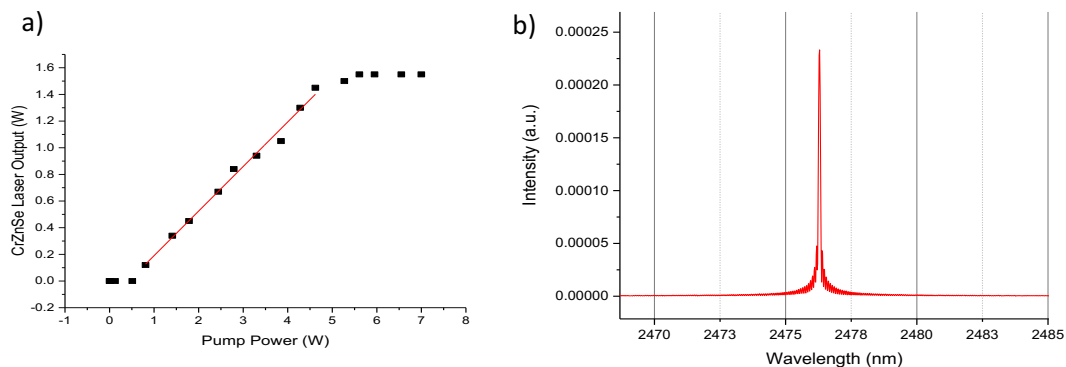 a)
CrZnSe Laser Output (W)
1.6
1.4
1.2
1.0
0.8
0.6
0.4
0.2
0.0
-0.2
-1 0 1 2 3 4 5 6 7 8
Pump Power (W)
b)
Intensity (a.u.)
0.00025
0.00020
0.00015
0.00010
0.00005
0.00000
2470 2473 2475 2478 2480 2483 2485
Wavelength (nm)